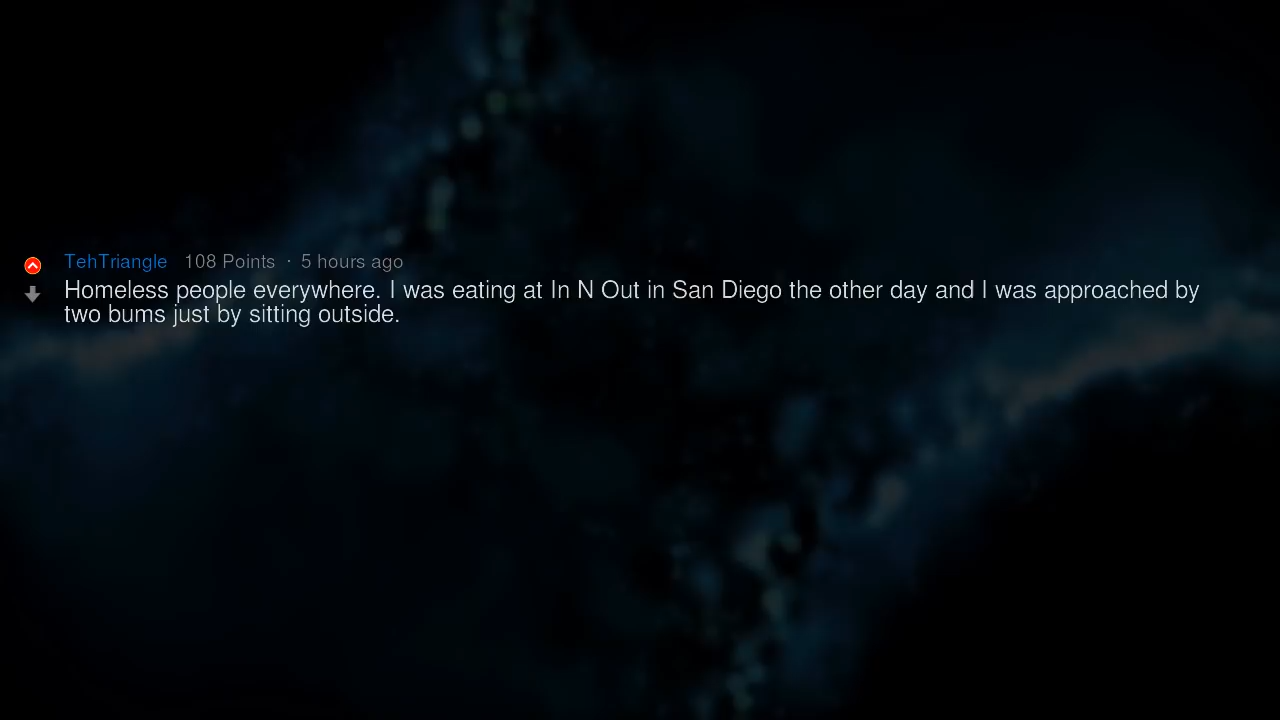 TehTriangle 108 Points · 5 hours ago
Homeless people everywhere. I was eating at In N Out in San Diego the other day and I was approached by
two bums just by sitting outside.